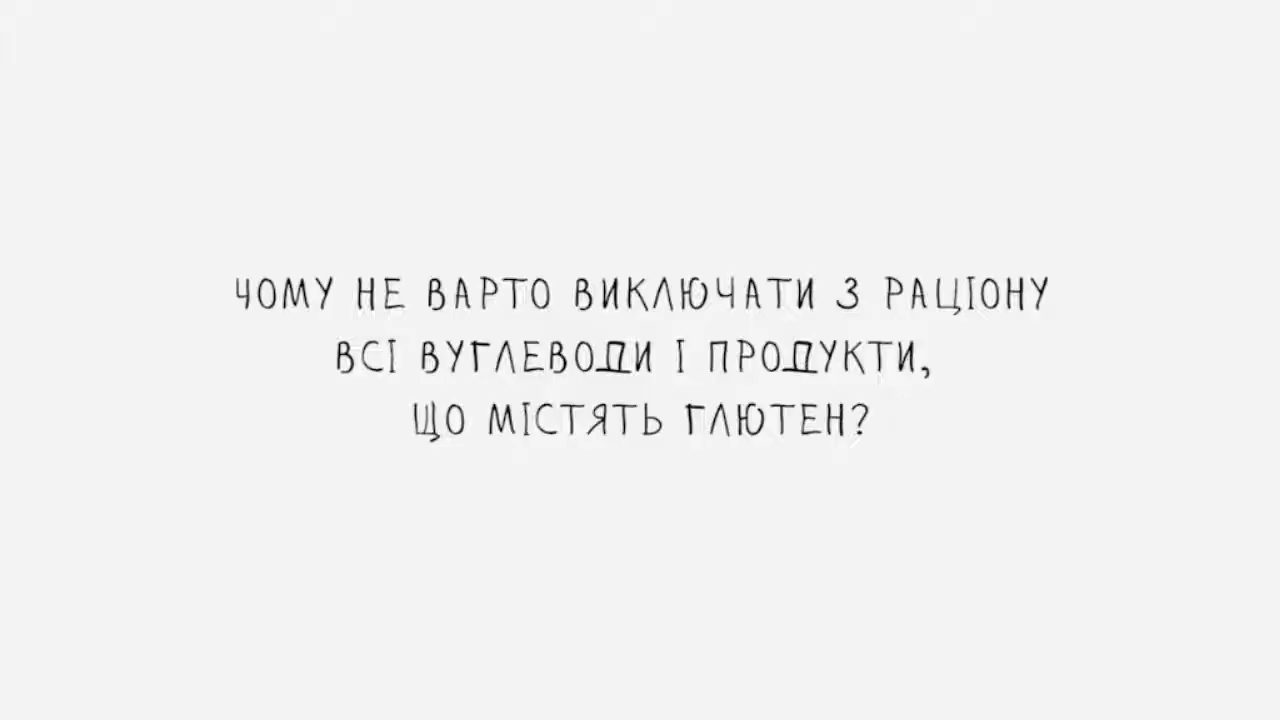 ЧОМУ НЕ ВАРТО ВИКЛЮЧАТИ З РАЦІОНУ
ВСІ ВУГЛЕВОДИ І ПРОДУКТИ,
ЩО МІСТЯТЬ ГЛЮТЕН?